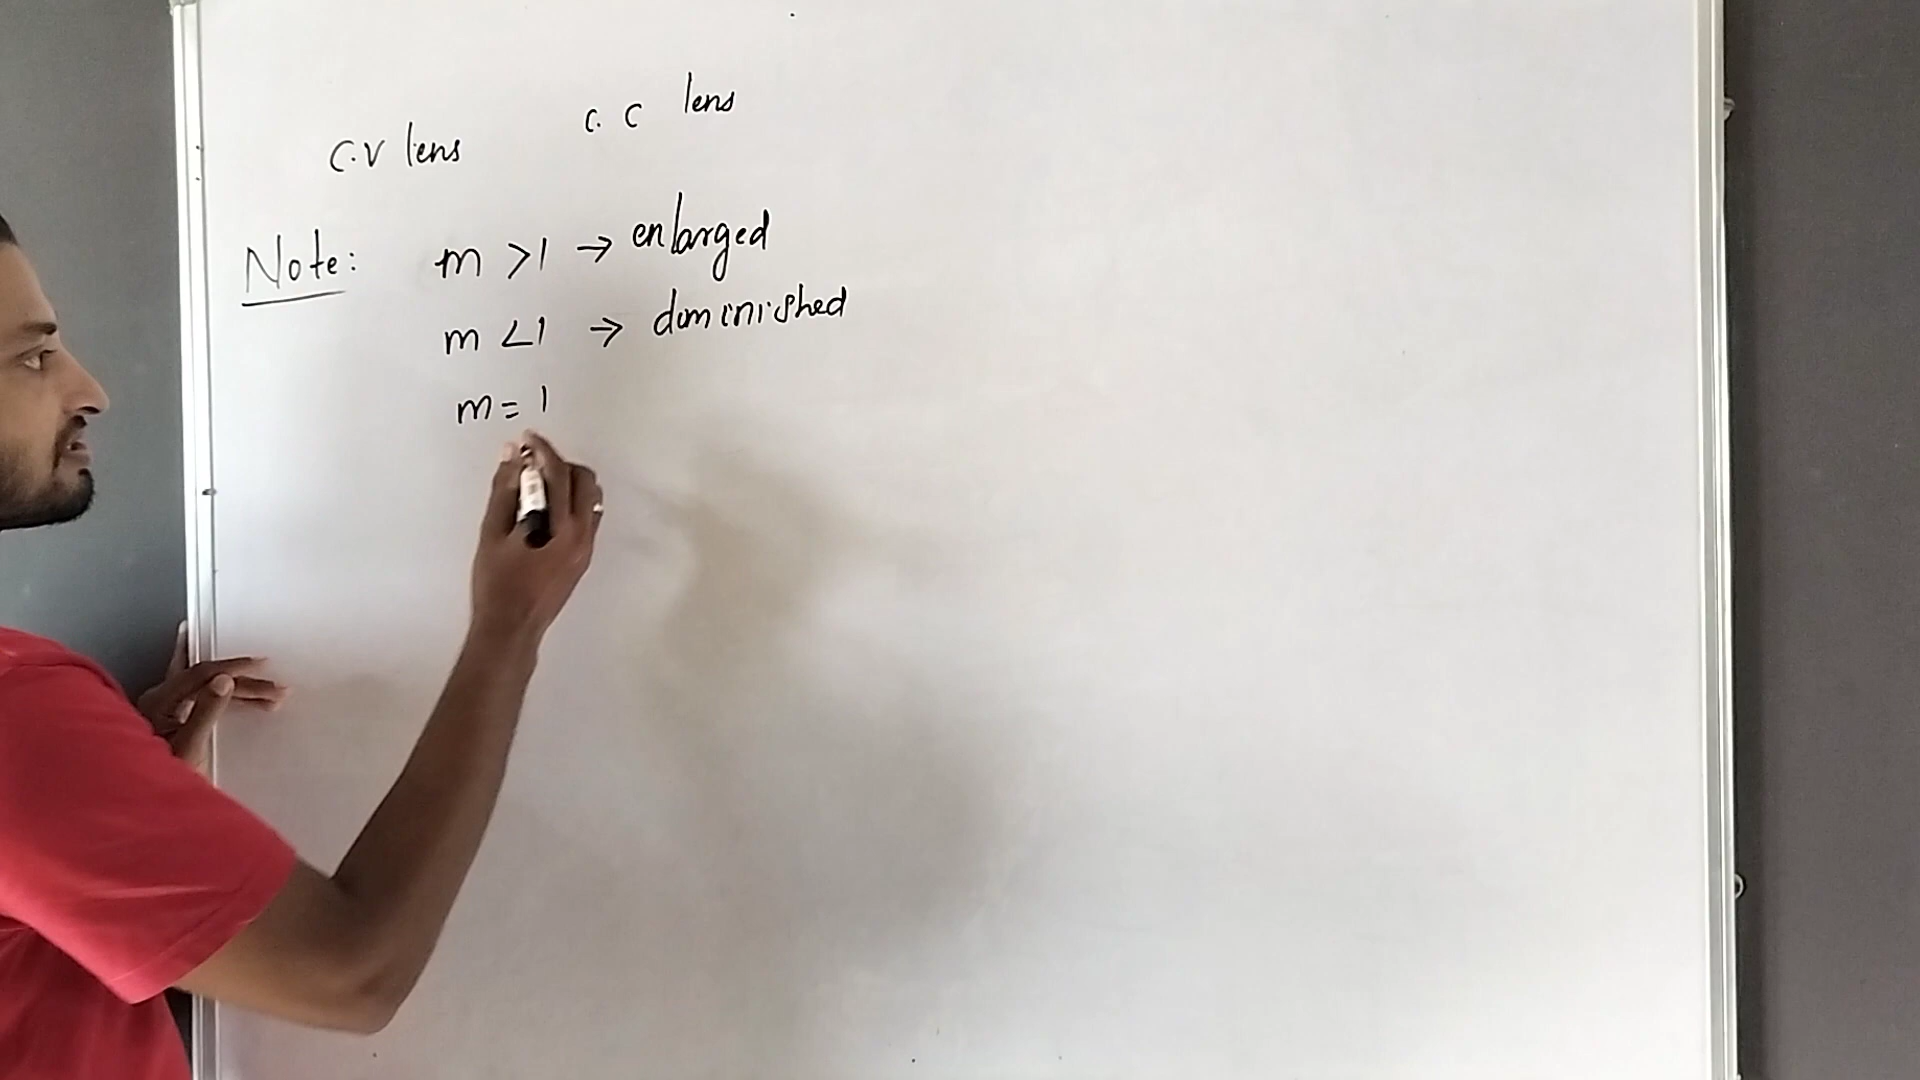 C.V lens
C. C lens
Note: m >1 → enlarged
m <1 → diminished
m = 1